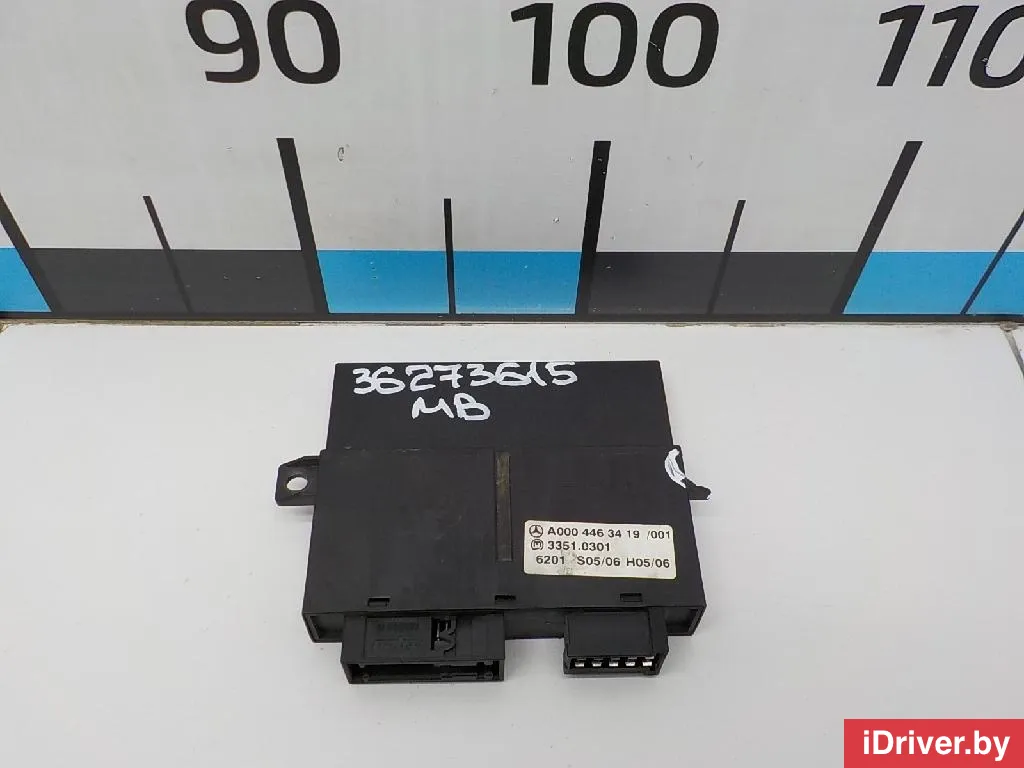 90 100 110
36273615
MB
A000 446 34 19 /001
3351.0301
6201 S05/06 H05/06
iDriver.by